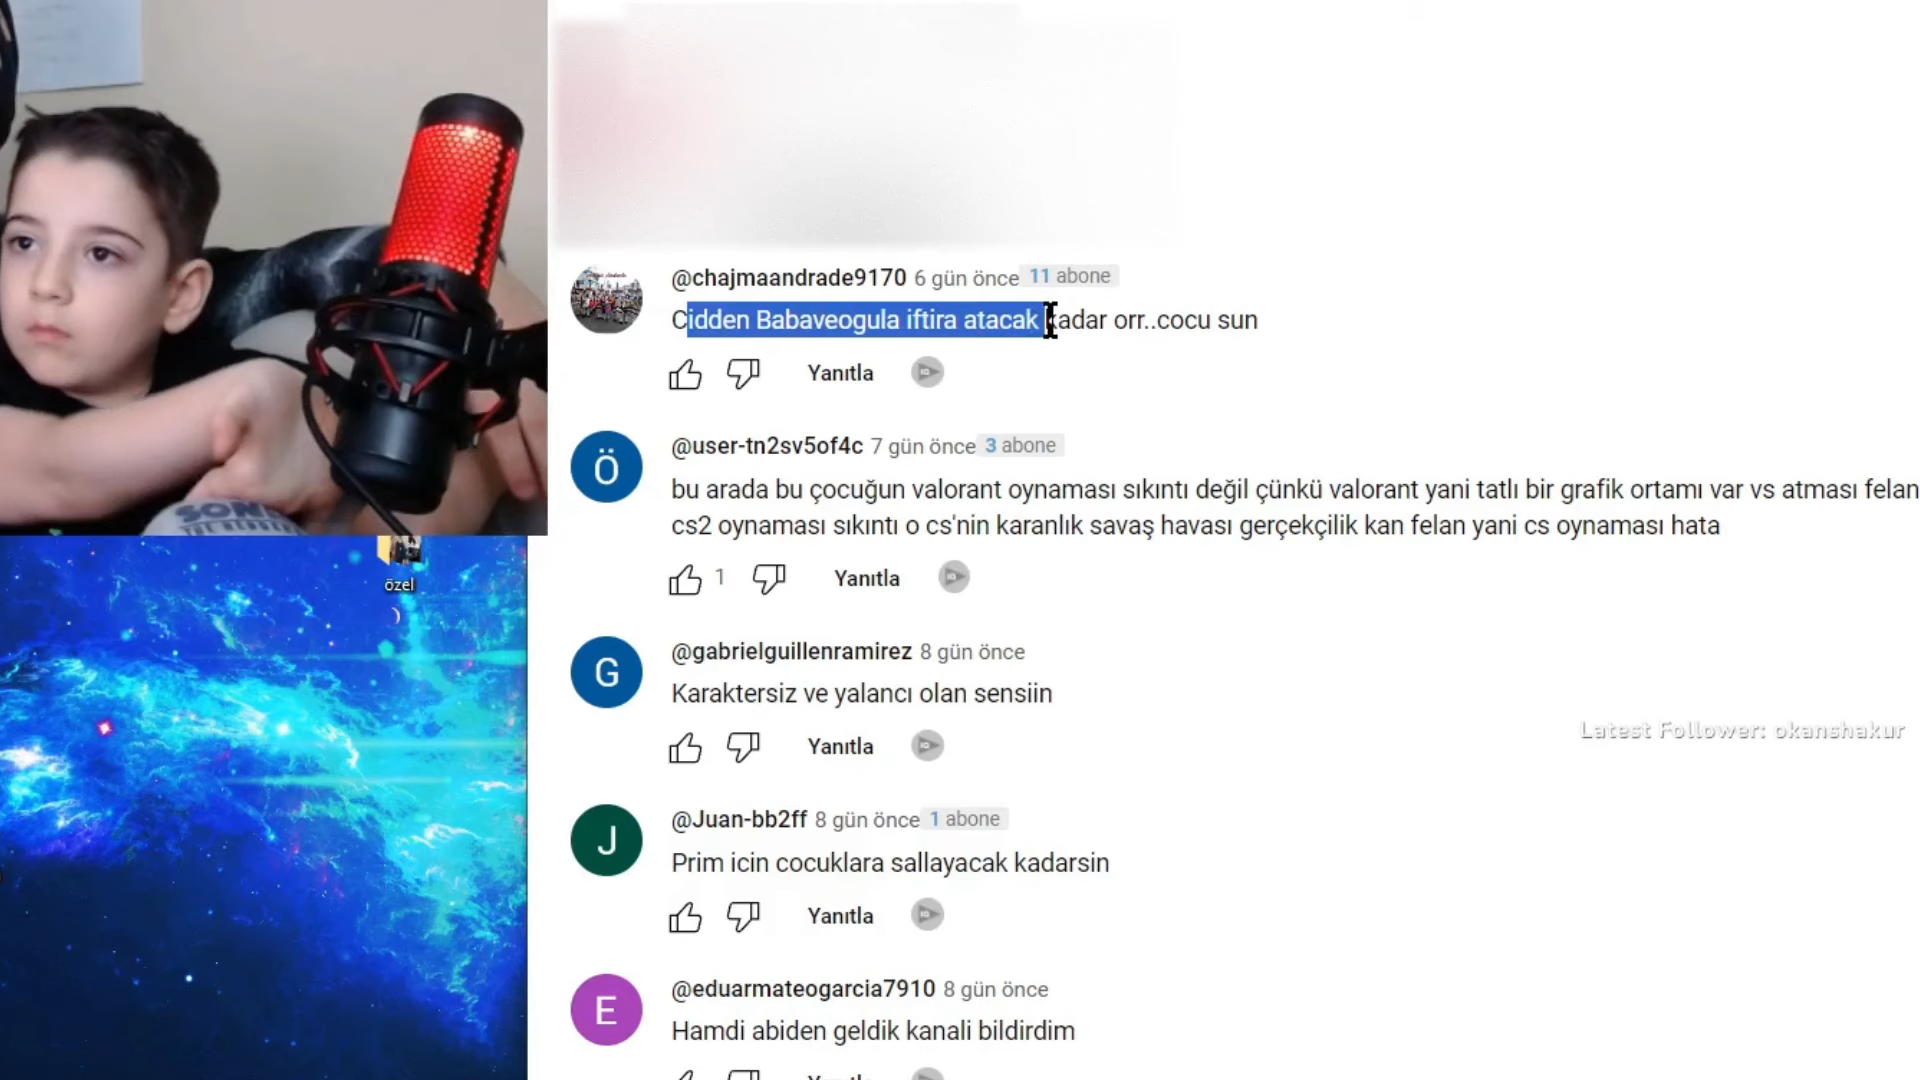 @chajmaandrade9170 6 gün önce 11 abone
Cidden Babaveogula iftira atacak kadar orr..cocu sun
Yanıtla
@user-tn2sv5of4c 7 gün önce 3 abone
Ö
bu arada bu çocuğun valorant oynaması sıkıntı değil çünkü valorant yani tatlı bir grafik ortamı var vs atması felan
cs2 oynaması sıkıntı o cs'nin karanlık savaş havası gerçekçilik kan felan yani cs oynaması hata
1 Yanıtla
SONIC
özel
@gabrielguillenramirez 8 gün önce
G
Karaktersiz ve yalancı olan sensiin
Yanıtla
Latest Follower: okanshakur
@Juan-bb2ff 8 gün önce 1 abone
J
Prim icin cocuklara sallayacak kadarsin
Yanıtla
@eduarmateogarcia7910 8 gün önce
E
Hamdi abiden geldik kanali bildirdim